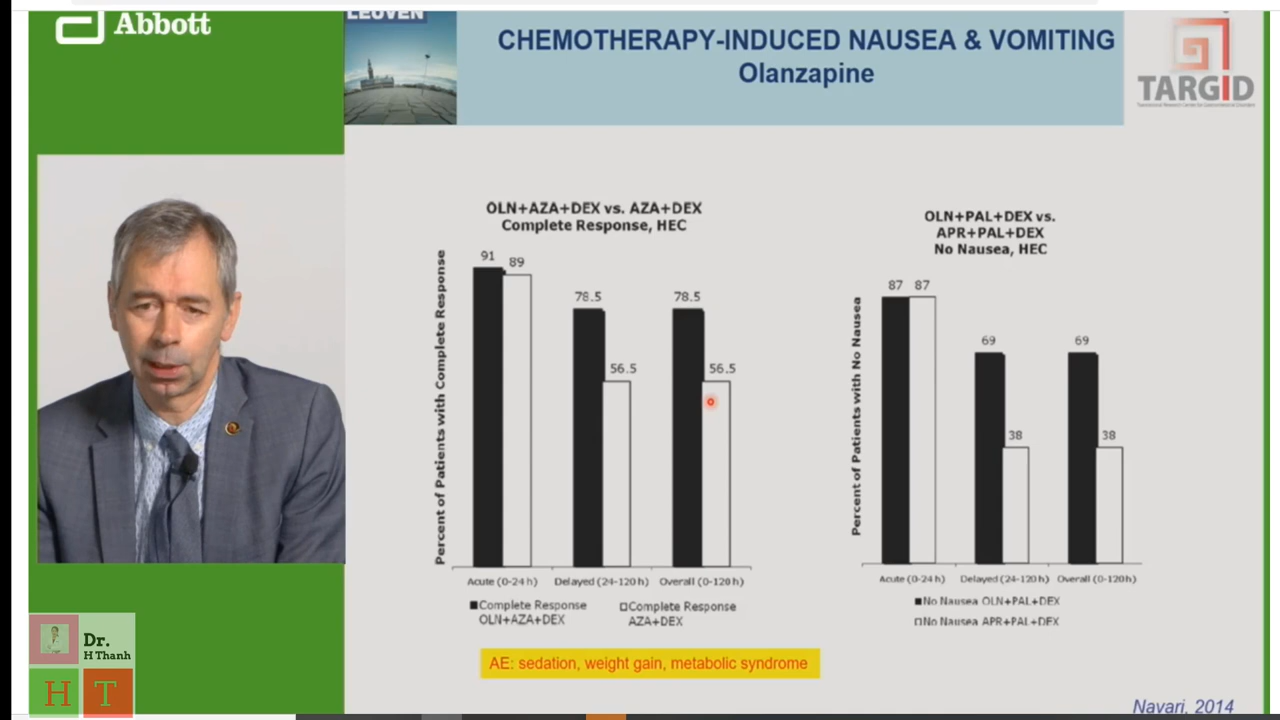 Abbott
LEUVEN
CHEMOTHERAPY-INDUCED NAUSEA & VOMITING
Olanzapine
TARGID
OLN+AZA+DEX vs. AZA+DEX
Complete Response, HEC
Percent of Patients with Complete Response
91
89
78.5
56.5
78.5
56.5
Acute (0-24 h)
Delayed (24-120 h)
Overall (0-120 h)
Complete Response
OLN+AZA+DEX
Complete Response
AZA+DEX
OLN+PAL+DEX vs.
APR+PAL+DEX
No Nausea, HEC
Percent of Patients with No Nausea
87
87
69
38
69
38
Acute (0-24 h)
Delayed (24-120 h)
Overall (0-120h)
No Nausea OLN+PAL+DEX
No Nausea APR+PAL+DEX
AE: sedation, weight gain, metabolic syndrome
Navari, 2014
Dr.
H Thanh
H T